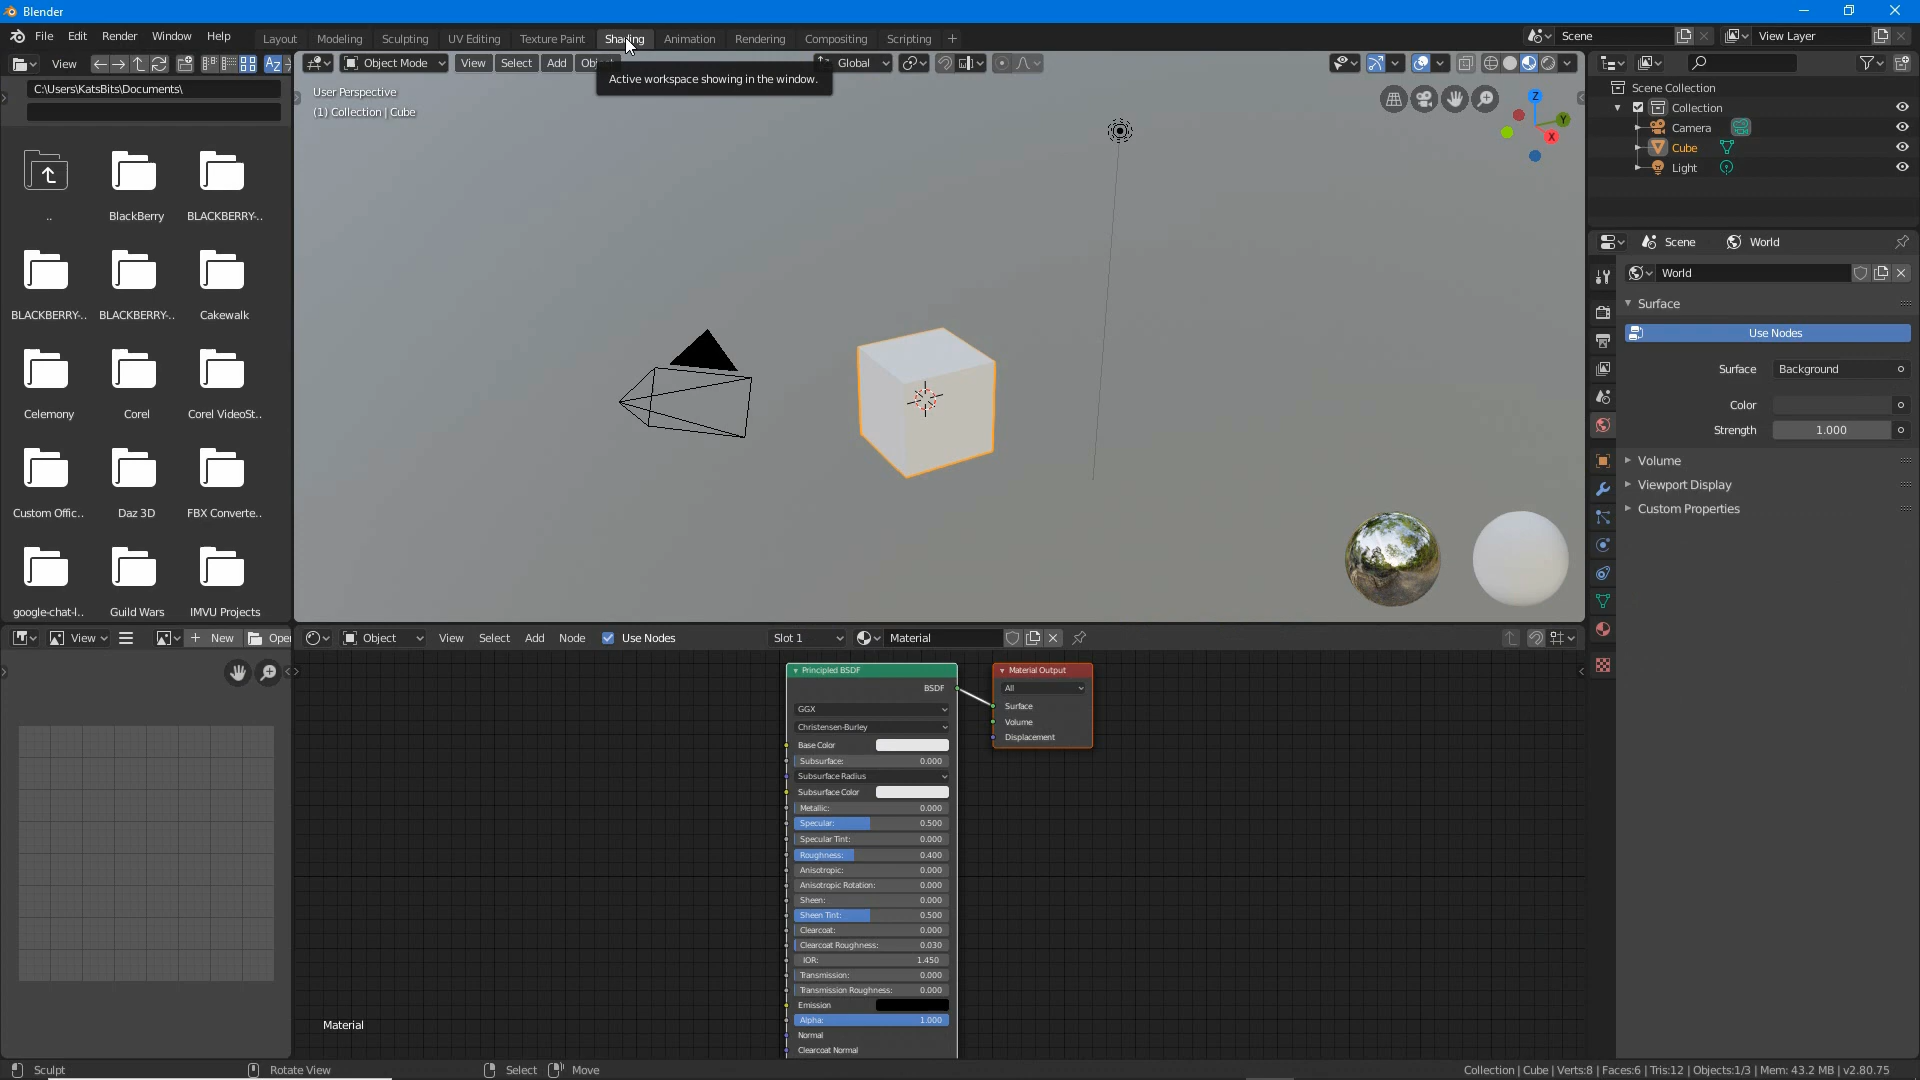 Blender
File Edit Render Window Help
Layout Modeling Sculpting UV Editing Texture Paint Shading Animation Rendering Compositing Scripting +
Scene
View Layer
View
Object Mode View Select Add Object Global
Active workspace showing in the window.
C:\Users\KatsBits\Documents\
User Perspective
(1) Collection | Cube
Z
Y
X
..
BlackBerry
BLACKBERRY-..
BLACKBERRY-..
BLACKBERRY-..
Cakewalk
Celemony
Corel
Corel VideoSt..
Custom Offic..
Daz 3D
FBX Converte..
google-chat-l..
Guild Wars
IMVU Projects
Scene Collection
Collection
Camera
Cube
Light
Scene World
World
Surface
Use Nodes
Surface Background
Color
Strength 1.000
Volume
Viewport Display
Custom Properties
View New Open
Object View Select Add Node Use Nodes Slot 1 Material
Principled BSDF
BSDF
GGX
Christensen-Burley
Base Color
Subsurface: 0.000
Subsurface Radius
Subsurface Color
Metallic: 0.000
Specular: 0.500
Specular Tint: 0.000
Roughness: 0.400
Anisotropic: 0.000
Anisotropic Rotation: 0.000
Sheen: 0.000
Sheen Tint: 0.500
Clearcoat: 0.000
Clearcoat Roughness: 0.030
IOR: 1.450
Transmission: 0.000
Transmission Roughness: 0.000
Emission
Alpha: 1.000
Normal
Clearcoat Normal
Material Output
All
Surface
Volume
Displacement
Material
Sculpt Rotate View Select Move
Collection | Cube | Verts:8 | Faces:6 | Tris:12 | Objects:1/3 | Mem: 43.2 MB | v2.80.75